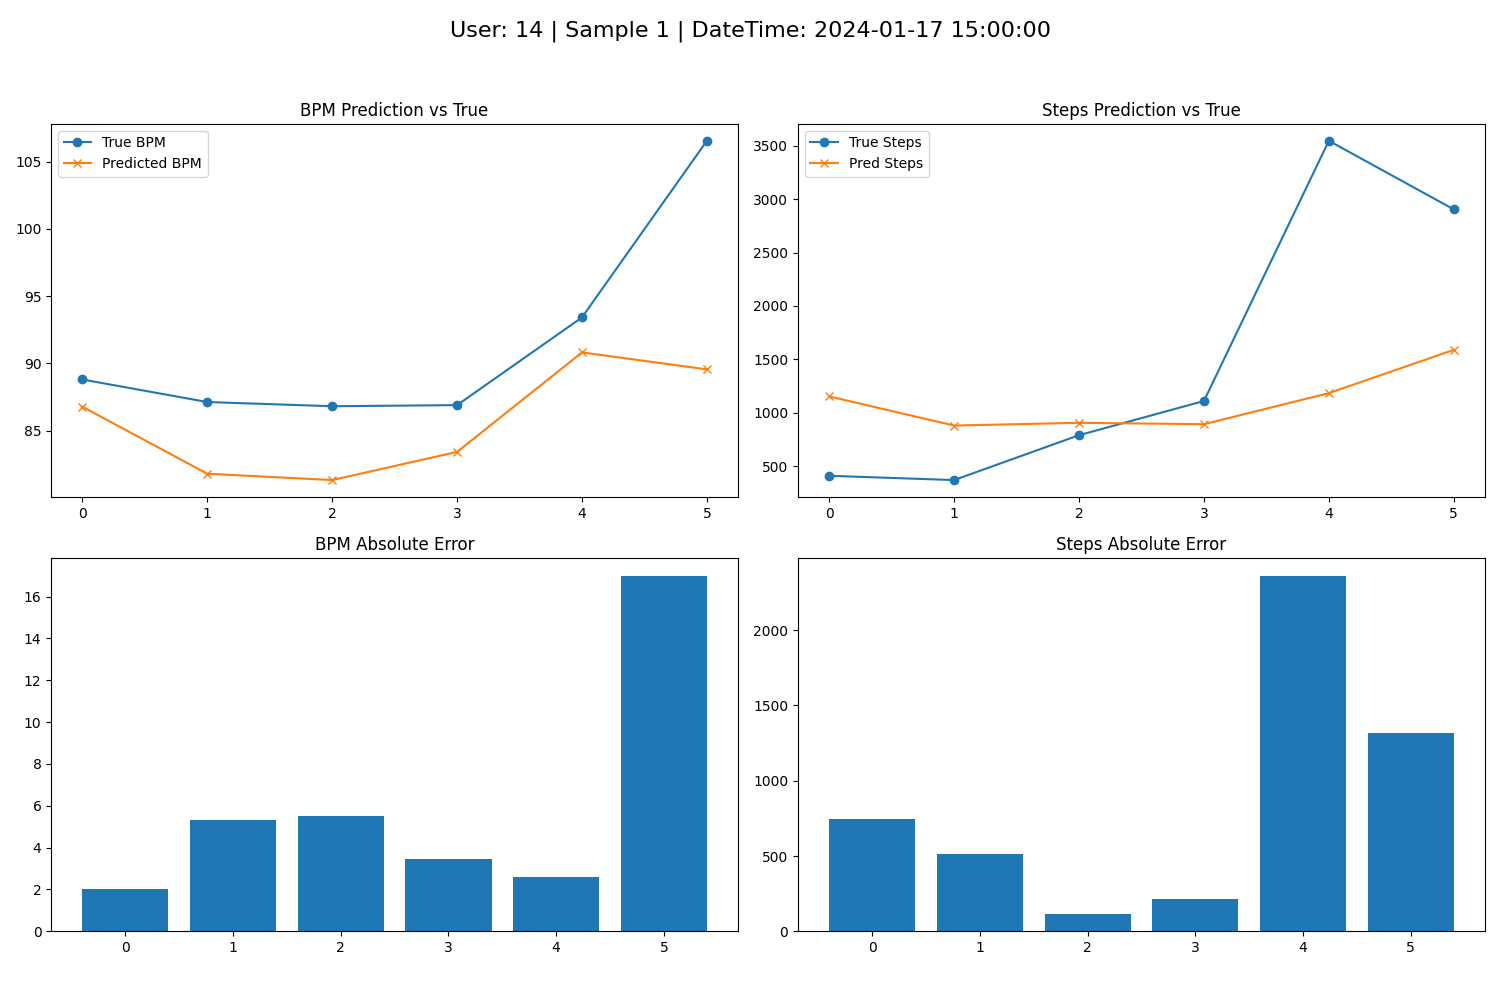 User: 14 | Sample 1 | DateTime: 2024-01-17 15:00:00
BPM Prediction vs True
True BPM
Predicted BPM
105
100
95
90
85
0 1 2 3 4 5
Steps Prediction vs True
True Steps
Pred Steps
3500
3000
2500
2000
1500
1000
500
0 1 2 3 4 5
BPM Absolute Error
16
14
12
10
8
6
4
2
0
0 1 2 3 4 5
Steps Absolute Error
2000
1500
1000
500
0
0 1 2 3 4 5